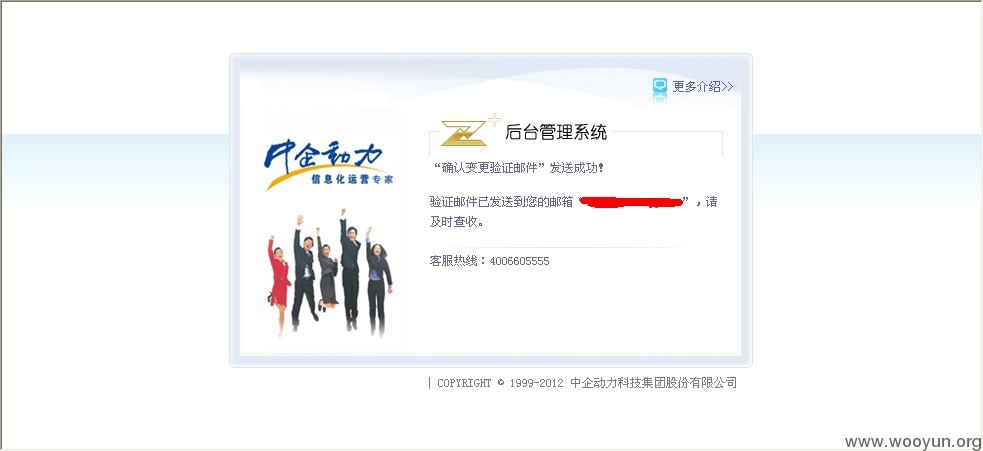 更多介绍>>
中企动力
信息化运营专家
Z 后台管理系统
“确认变更验证邮件”发送成功!
验证邮件已发送到您的邮箱“”，请
及时查收。
客服热线：4006605555
| COPYRIGHT © 1999-2012 中企动力科技集团股份有限公司
www.wooyun.org